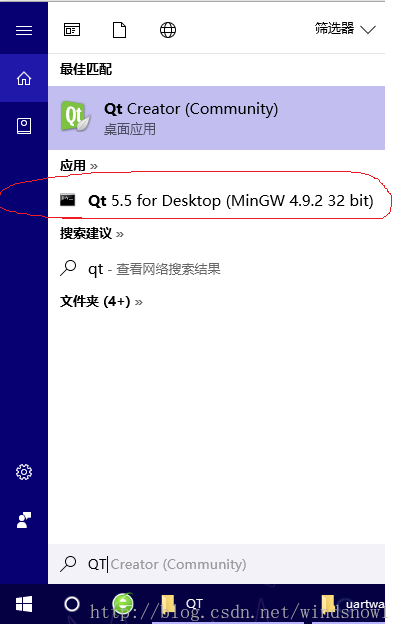 筛选器
最佳匹配
Qt Creator (Community)
桌面应用
应用 »
Qt 5.5 for Desktop (MinGW 4.9.2 32 bit)
搜索建议 »
qt - 查看网络搜索结果
文件夹 (4+) »
QT Creator (Community)
QT
uartwa
http://blog.csdn.net/windsnow